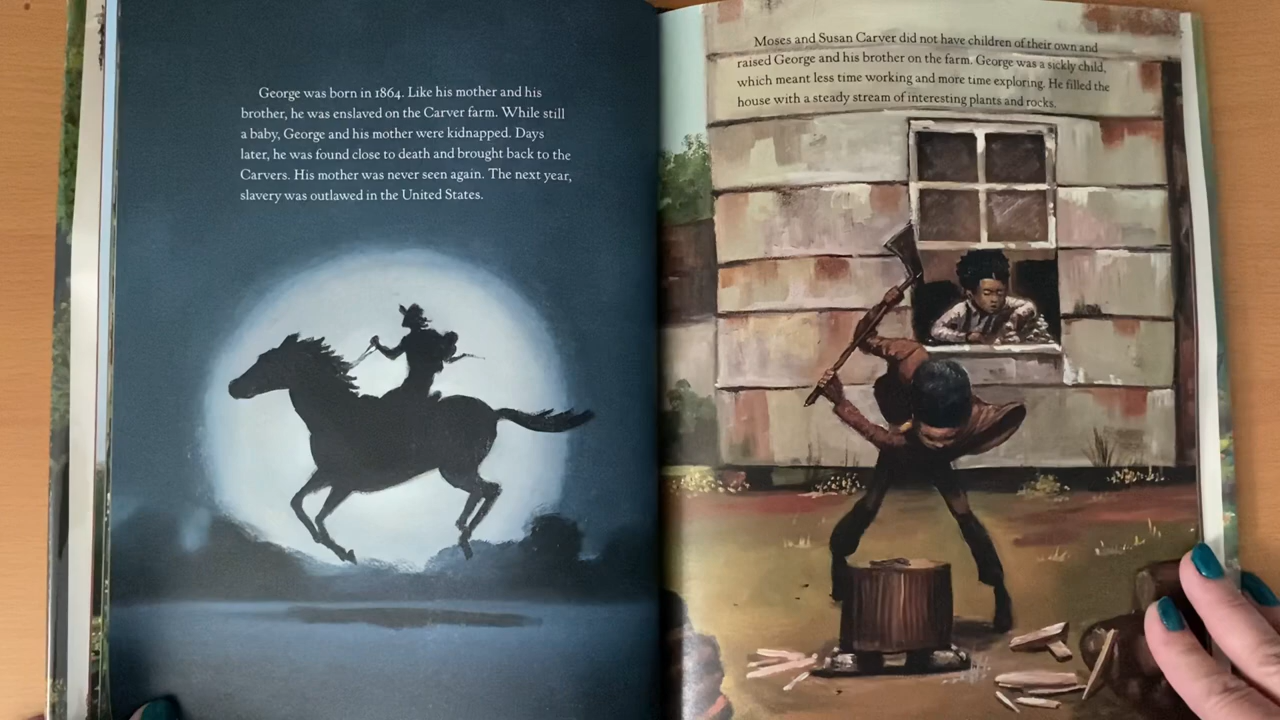 George was born in 1864. Like his mother and his
brother, he was enslaved on the Carver farm. While still
a baby, George and his mother were kidnapped. Days
later, he was found close to death and brought back to the
Carvers. His mother was never seen again. The next year,
slavery was outlawed in the United States.
Moses and Susan Carver did not have children of their own and
raised George and his brother on the farm. George was a sickly child,
which meant less time working and more time exploring. He filled the
house with a steady stream of interesting plants and rocks.